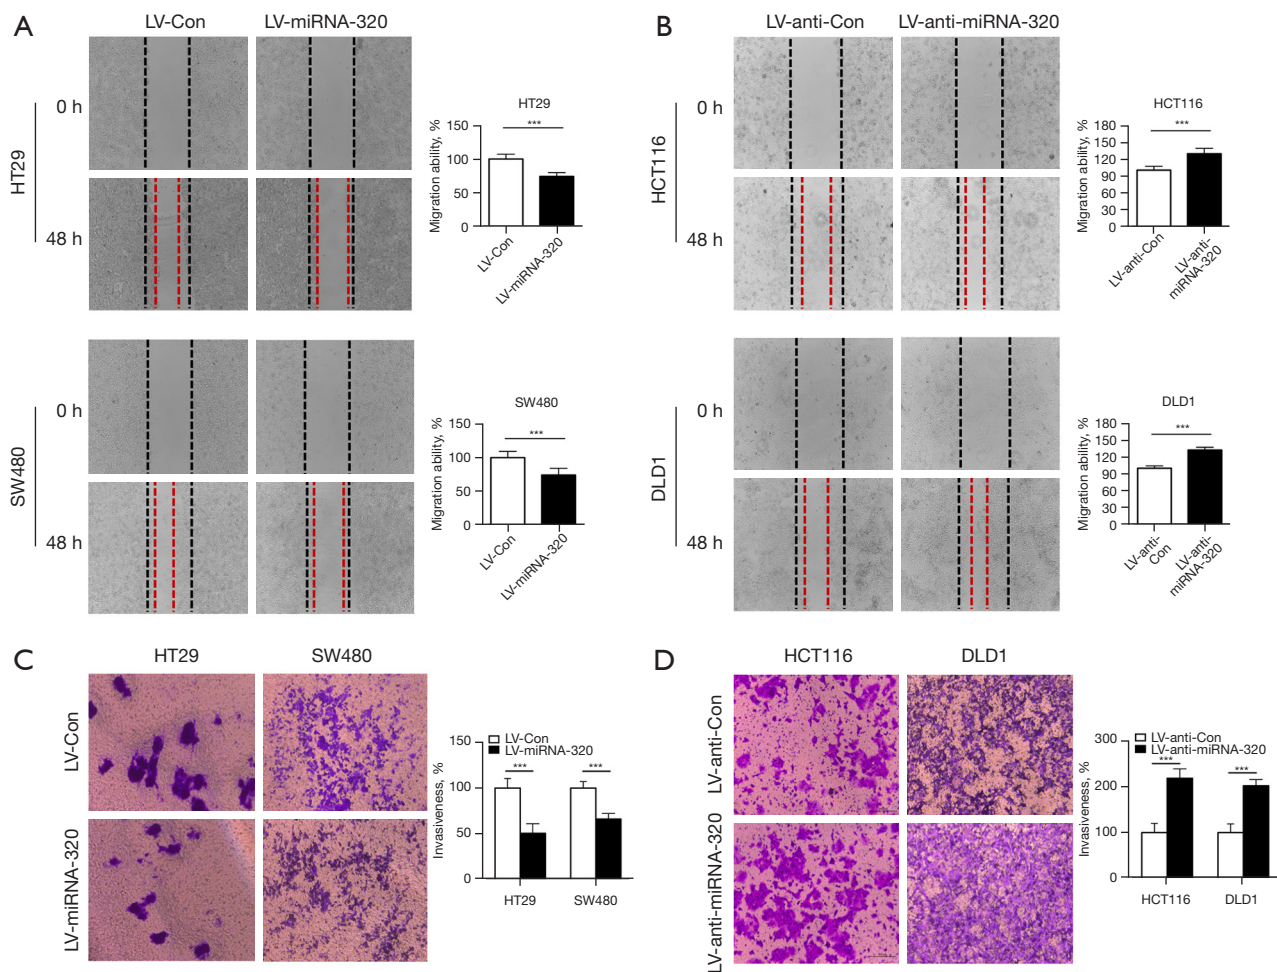 A
LV-Con
LV-miRNA-320
HT29
0 h
48 h
HT29
***
Migration ability, %
150
100
50
0
LV-Con
LV-miRNA-320
SW480
0 h
48 h
SW480
***
Migration ability, %
150
100
50
0
LV-Con
LV-miRNA-320
B
LV-anti-Con
LV-anti-miRNA-320
HCT116
0 h
48 h
HCT116
***
Migration ability, %
180
150
120
90
60
30
0
LV-anti-Con
LV-anti-
miRNA-320
DLD1
0 h
48 h
DLD1
***
Migration ability, %
180
150
120
90
60
30
0
LV-anti-
Con
LV-anti-
miRNA-320
C
HT29
SW480
LV-Con
LV-miRNA-320
LV-Con
LV-miRNA-320
***
***
Invasiveness, %
150
100
50
0
HT29
SW480
D
HCT116
DLD1
LV-anti-Con
LV-anti-miRNA-320
LV-anti-Con
LV-anti-miRNA-320
***
***
Invasiveness, %
300
200
100
0
HCT116
DLD1